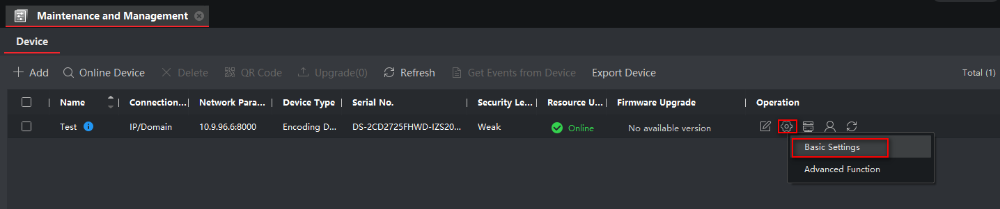 Maintenance and Management
Device
Add Online Device Delete QR Code Upgrade(0) Refresh Get Events from Device Export Device Total (1)
Name Connection... Network Para... Device Type Serial No. Security Le... Resource U... Firmware Upgrade Operation
Test IP/Domain 10.9.96.6:8000 Encoding D... DS-2CD2725FHWD-IZS20... Weak Online No available version
Basic Settings
Advanced Function